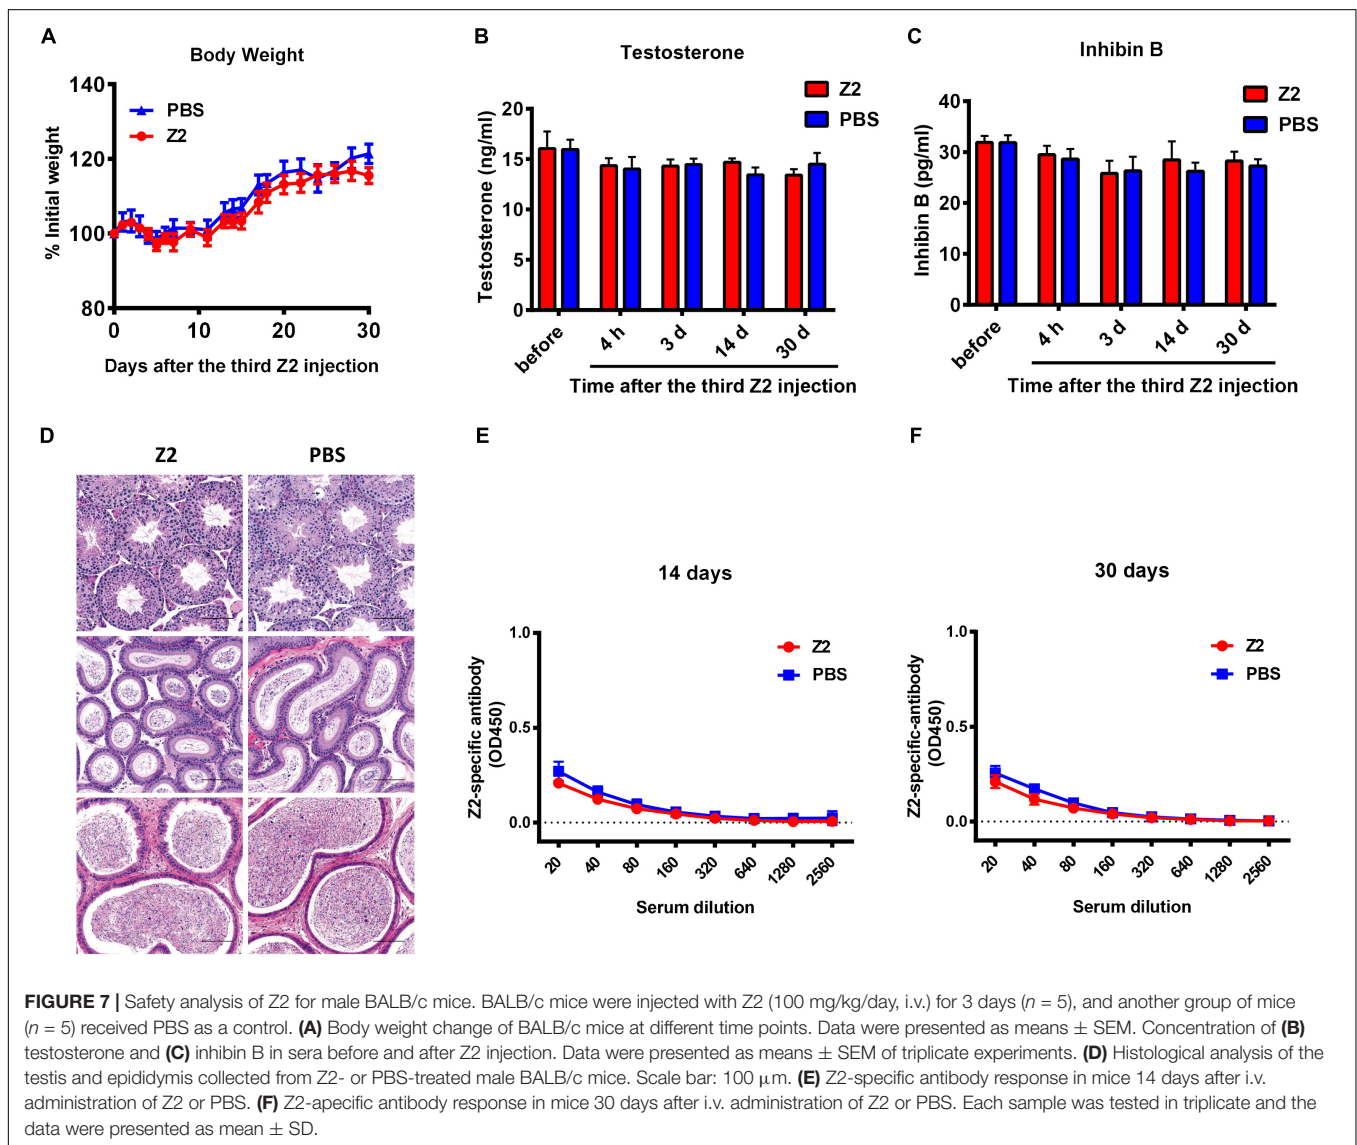 A
Body Weight
140
120
100
80
% Initial weight
PBS
Z2
0 10 20 30
Days after the third Z2 injection
B
Testosterone
Z2
PBS
20
15
10
5
0
Testosterone (ng/ml)
before 4 h 3 d 14 d 30 d
Time after the third Z2 injection
C
Inhibin B
Z2
PBS
40
30
20
10
0
Inhibin B (pg/ml)
before 4 h 3 d 14 d 30 d
Time after the third Z2 injection
D
Z2 PBS
E
14 days
1.0
0.5
0.0
Z2-specific antibody
(OD450)
Z2
PBS
20 40 80 160 320 640 1280 2560
Serum dilution
F
30 days
1.0
0.5
0.0
Z2-specific-antibody
(OD450)
Z2
PBS
20 40 80 160 320 640 1280 2560
Serum dilution
FIGURE 7 | Safety analysis of Z2 for male BALB/c mice. BALB/c mice were injected with Z2 (100 mg/kg/day, i.v.) for 3 days (n = 5), and another group of mice
(n = 5) received PBS as a control. (A) Body weight change of BALB/c mice at different time points. Data were presented as means ± SEM. Concentration of (B)
testosterone and (C) inhibin B in sera before and after Z2 injection. Data were presented as means ± SEM of triplicate experiments. (D) Histological analysis of the
testis and epididymis collected from Z2- or PBS-treated male BALB/c mice. Scale bar: 100 μm. (E) Z2-specific antibody response in mice 14 days after i.v.
administration of Z2 or PBS. (F) Z2-apecific antibody response in mice 30 days after i.v. administration of Z2 or PBS. Each sample was tested in triplicate and the
data were presented as mean ± SD.